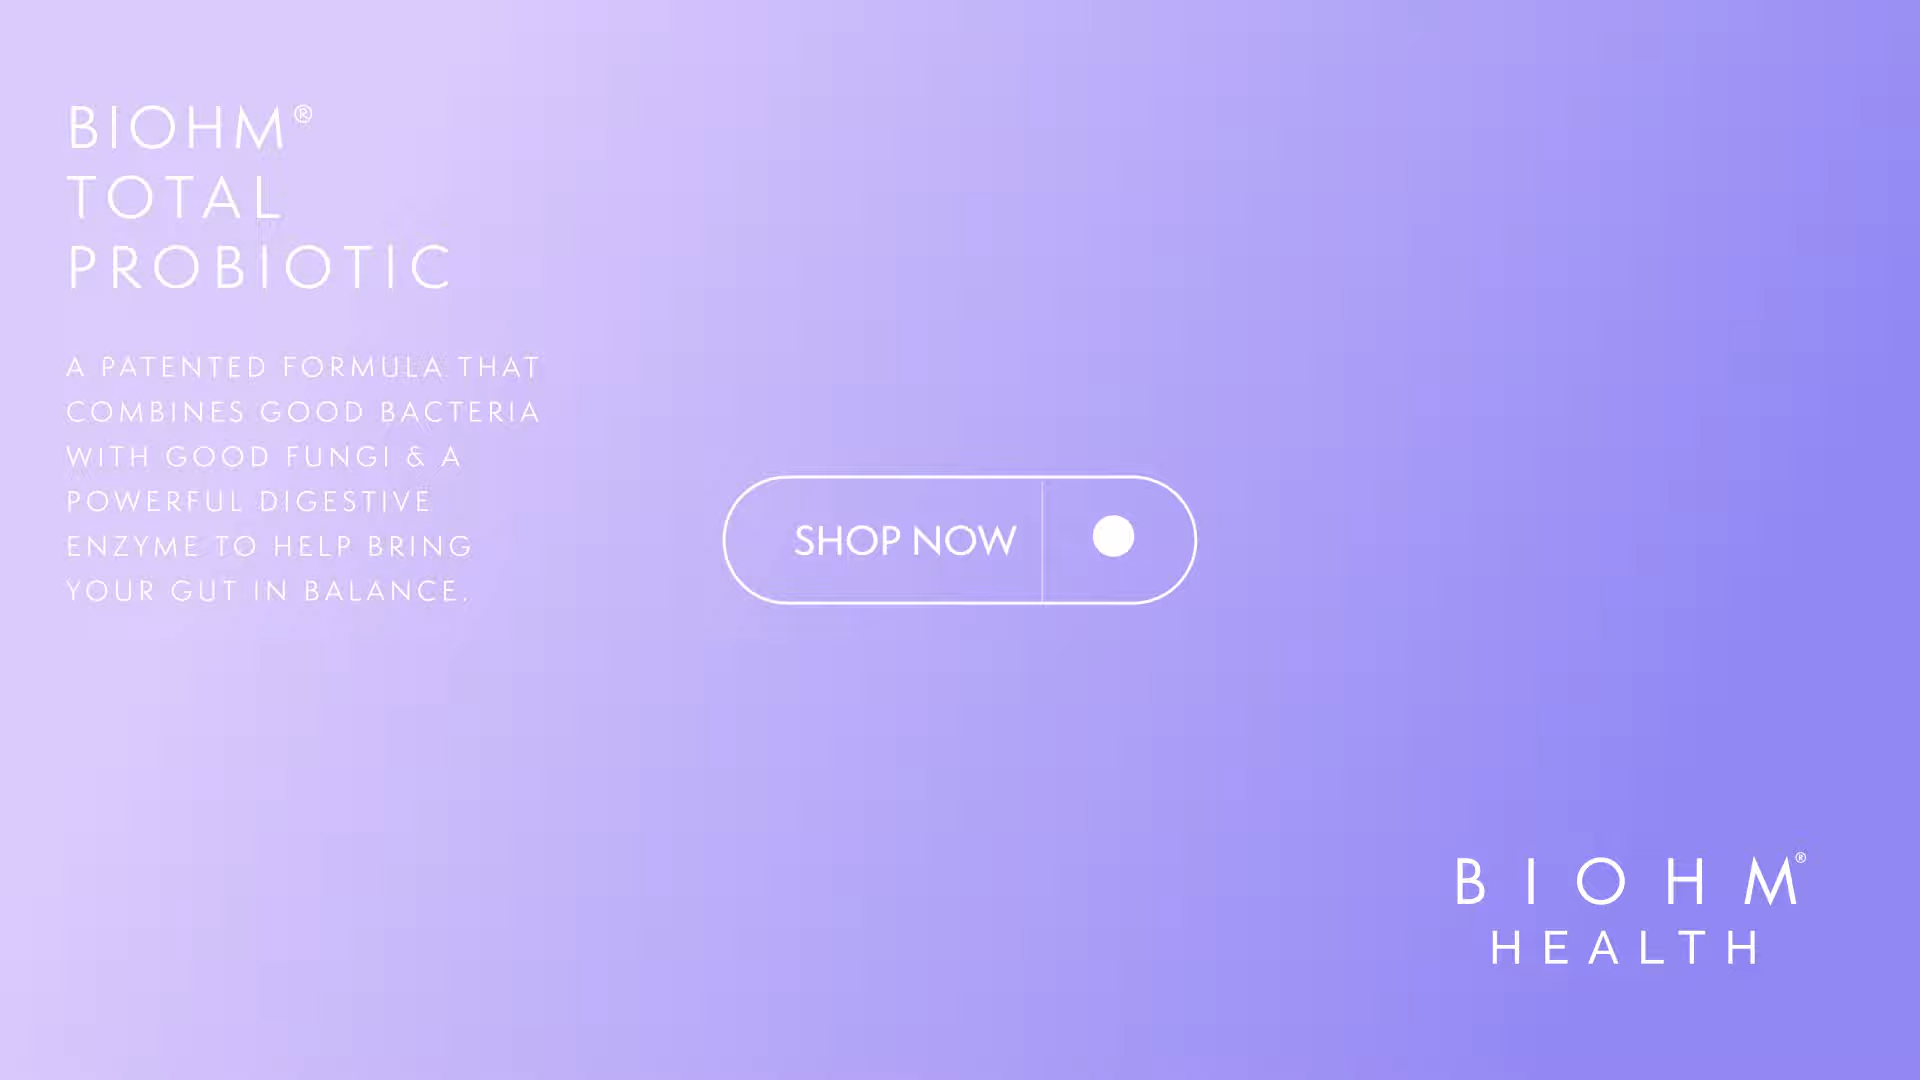 BIOHM®
TOTAL
PROBIOTIC
A PATENTED FORMULA THAT
COMBINES GOOD BACTERIA
WITH GOOD FUNGI & A
POWERFUL DIGESTIVE
ENZYME TO HELP BRING
YOUR GUT IN BALANCE.
SHOP NOW
BIOHM®
HEALTH